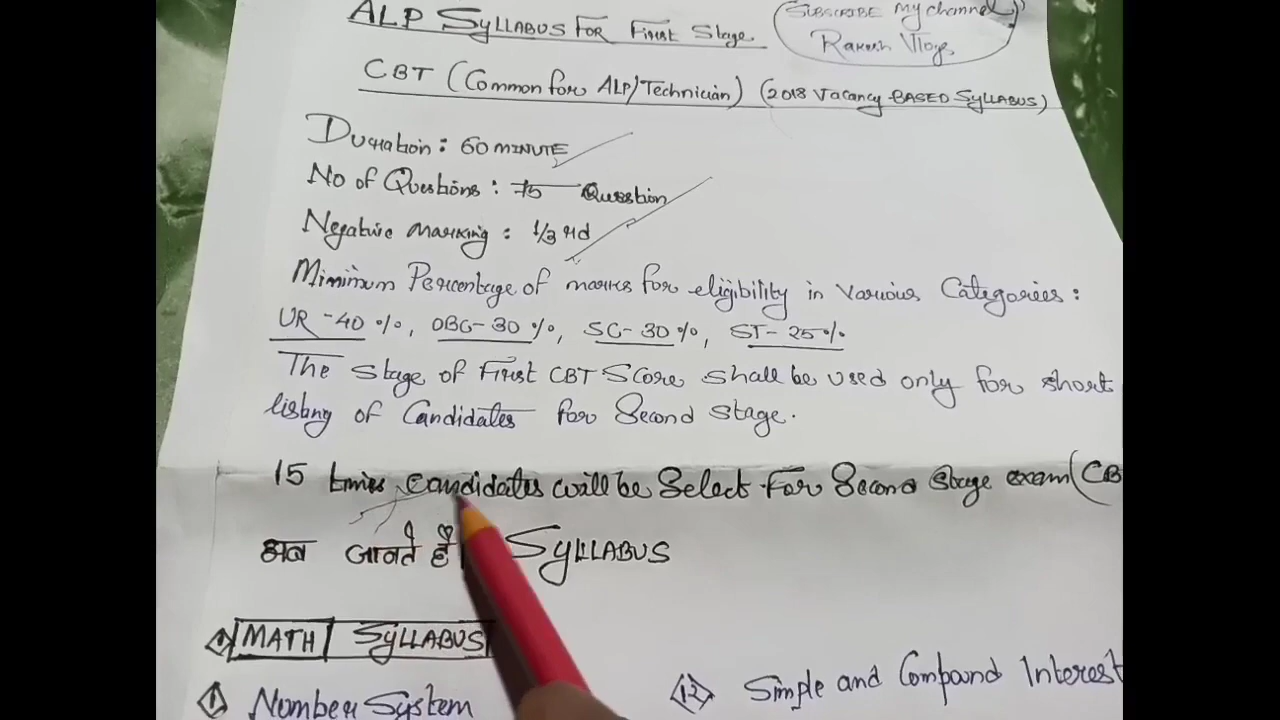 ALP SYLLABUS FOR First Stage
SUBSCRIBE My channel
Rakesh Vlogs
CBT (Common for ALP/Technician) (2018 Vacancy BASED SYLLABUS)
Duration: 60 MINUTE
No of Questions: 75 Question
Negative marking: 1/3 rd
Minimum Percentage of marks for eligibility in various Categories:
UR-40%, OBC-30%, SC-30%, ST-25%
The Stage of First CBT Score shall be used only for short
listing of Candidates for Second stage.
15 times candidates will be Select For Second Stage exam (CB
अब जानते है। SYLLABUS
MATH SYLLABUS
1 Number System
12 Simple and Compound Interest